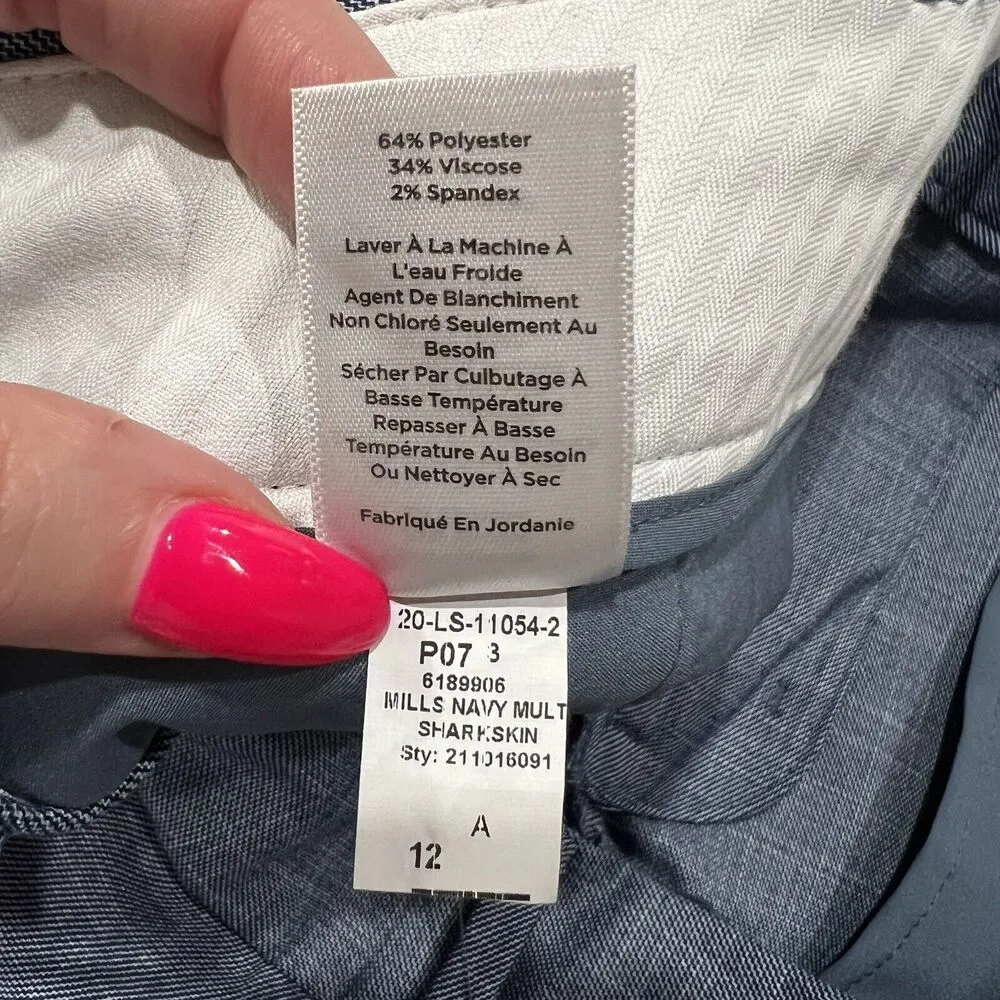 64% Polyester
34% Viscose
2% Spandex
Laver À La Machine À
L'eau Froide
Agent De Blanchiment
Non Chloré Seulement Au
Besoin
Sécher Par Culbutage À
Basse Température
Repasser À Basse
Température Au Besoin
Ou Nettoyer À Sec
Fabriqué En Jordanie
20-LS-11054-2
P07 3
6189906
MILLS NAVY MULT
SHARKSKIN
Sty: 211016091
A
12